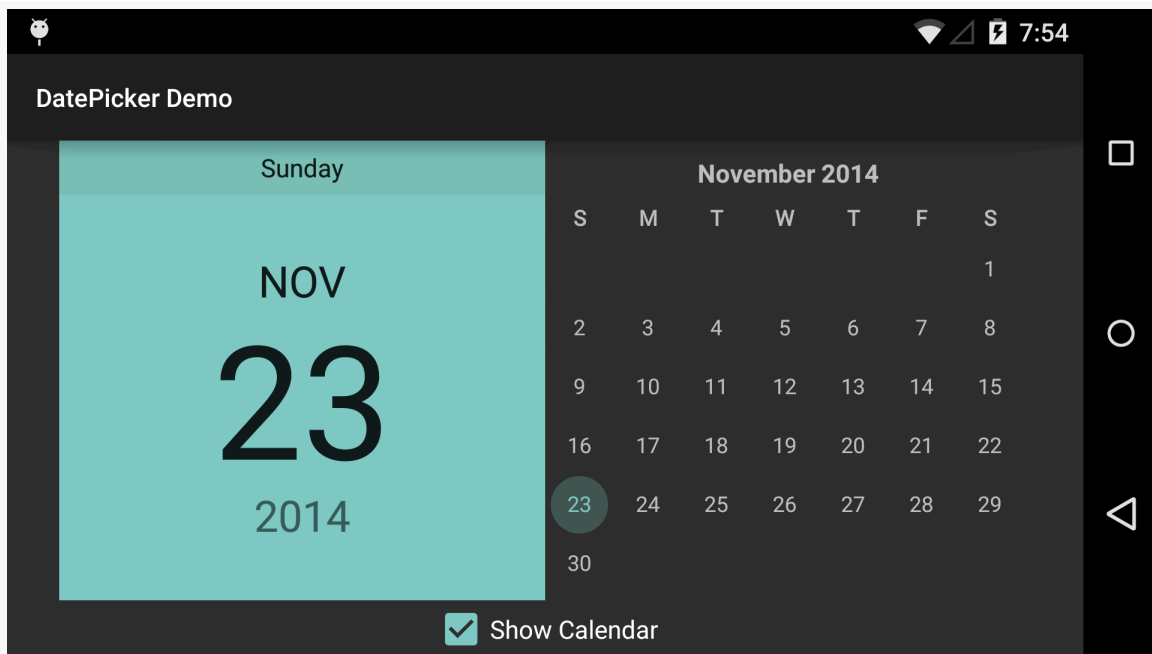 7:54
DatePicker Demo
Sunday
NOV
23
2014
November 2014
S M T W T F S
1
2 3 4 5 6 7 8
9 10 11 12 13 14 15
16 17 18 19 20 21 22
23 24 25 26 27 28 29
30
Show Calendar